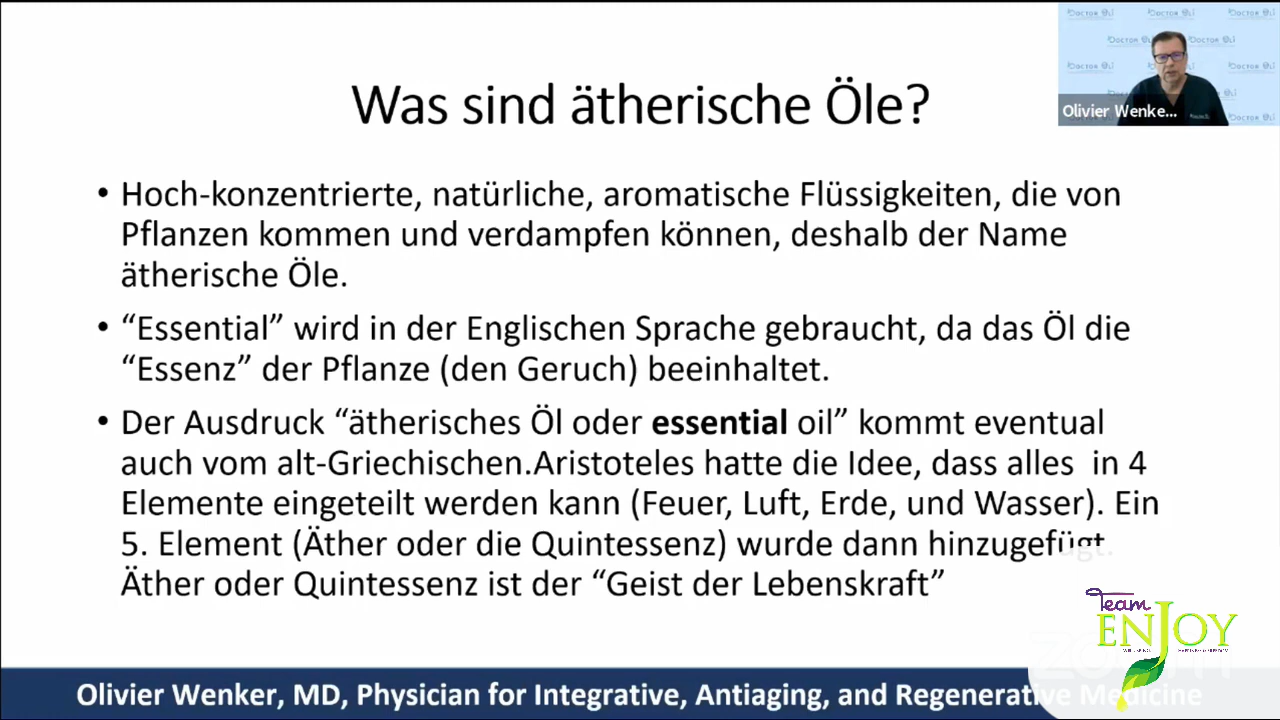 Was sind ätherische Öle?
• Hoch-konzentrierte, natürliche, aromatische Flüssigkeiten, die von
Pflanzen kommen und verdampfen können, deshalb der Name
ätherische Öle.
• “Essential” wird in der Englischen Sprache gebraucht, da das Öl die
“Essenz” der Pflanze (den Geruch) beeinhaltet.
• Der Ausdruck “ätherisches Öl oder essential oil” kommt eventual
auch vom alt-Griechischen.Aristoteles hatte die Idee, dass alles in 4
Elemente eingeteilt werden kann (Feuer, Luft, Erde, und Wasser). Ein
5. Element (Äther oder die Quintessenz) wurde dann hinzugefügt.
Äther oder Quintessenz ist der “Geist der Lebenskraft”
Olivier Wenker, MD, Physician for Integrative, Antiaging, and Regenerative Medicine
Olivier Wenke...
DOCTOR OLI
Team
ENJOY
zoom